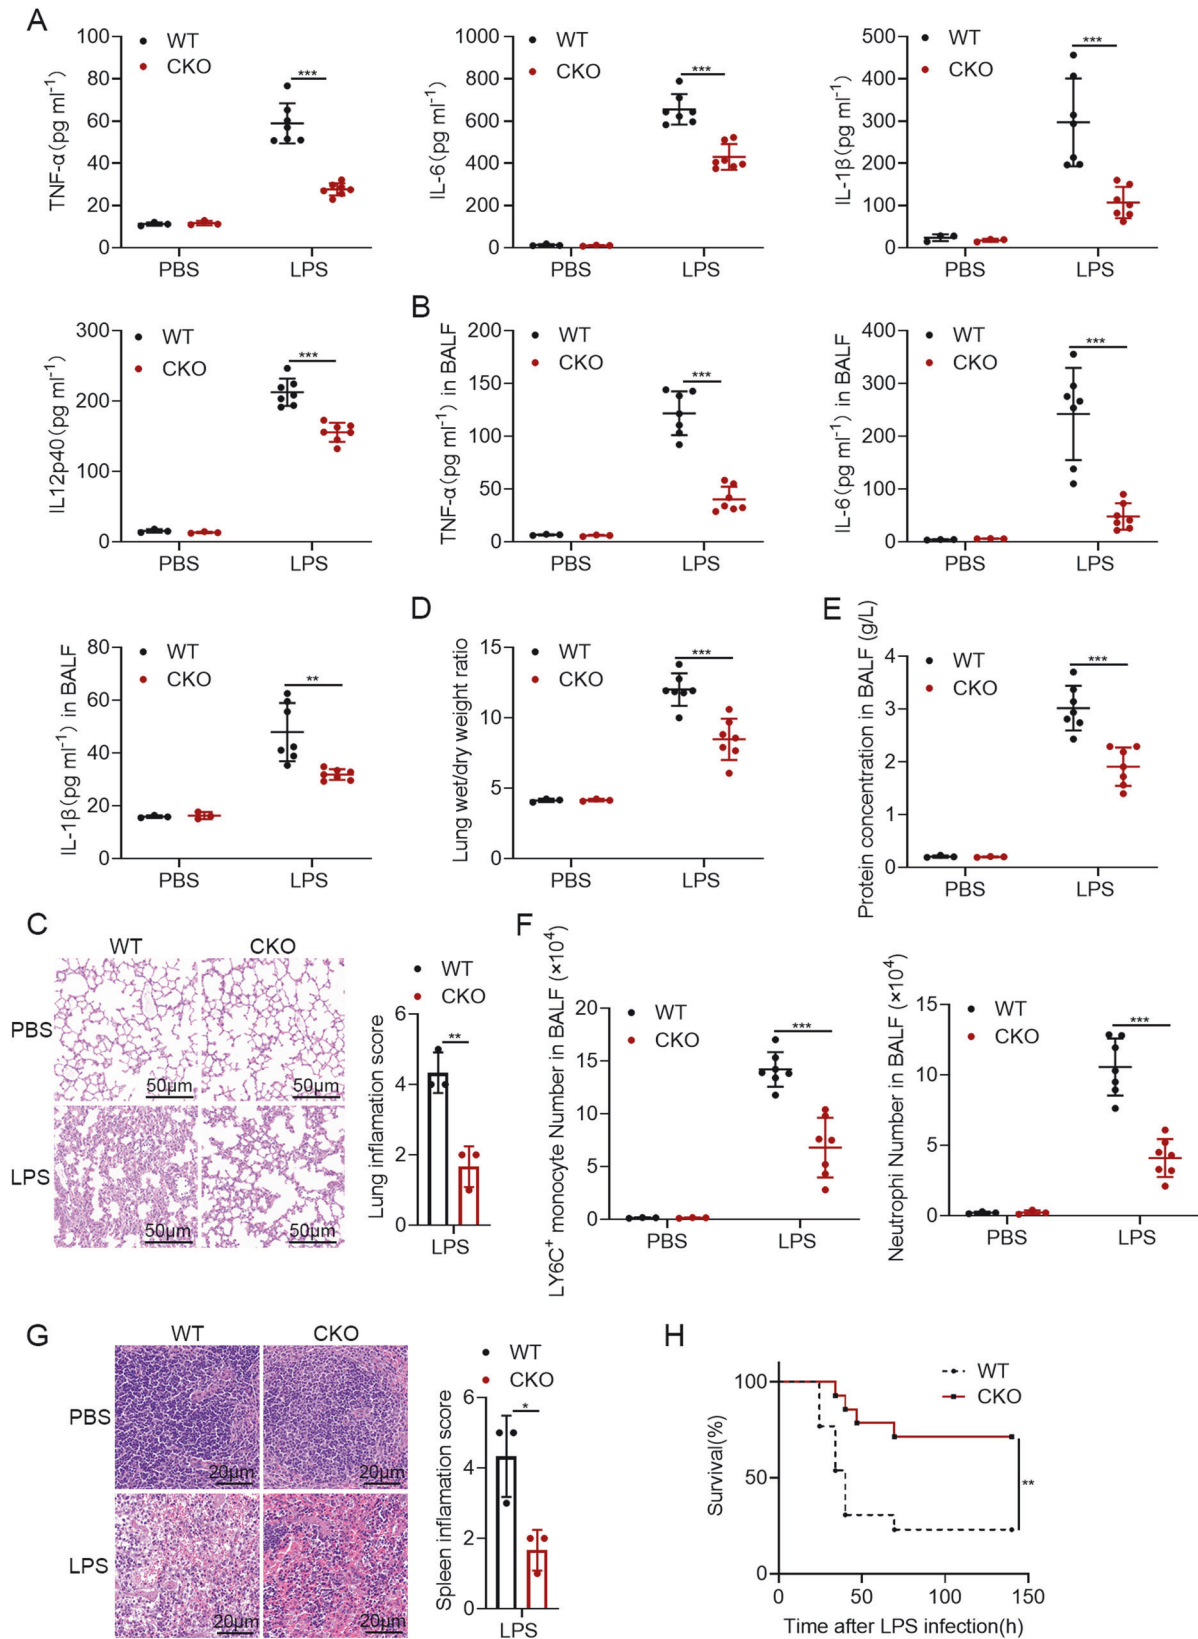 A
TNF-α(pg ml⁻¹)
100
80
60
40
20
0
WT
CKO
***
PBS
LPS
IL-6(pg ml⁻¹)
1000
800
600
400
200
0
WT
CKO
***
PBS
LPS
IL-1β(pg ml⁻¹)
500
400
300
200
100
0
WT
CKO
***
PBS
LPS
IL12p40(pg ml⁻¹)
300
200
100
0
WT
CKO
***
PBS
LPS
B
TNF-α(pg ml⁻¹) in BALF
200
150
100
50
0
WT
CKO
***
PBS
LPS
IL-6(pg ml⁻¹) in BALF
400
300
200
100
0
WT
CKO
***
PBS
LPS
IL-1β(pg ml⁻¹) in BALF
80
60
40
20
0
WT
CKO
**
PBS
LPS
D
Lung wet/dry weight ratio
15
10
5
0
WT
CKO
***
PBS
LPS
E
Protein concentration in BALF (g/L)
4
3
2
1
0
WT
CKO
***
PBS
LPS
C
WT
CKO
PBS
50μm
50μm
LPS
50μm
50μm
Lung inflamation score
6
4
2
0
WT
CKO
**
LPS
F
LY6C⁺ monocyte Number in BALF (×10⁴)
20
15
10
5
0
WT
CKO
***
PBS
LPS
Neutrophi Number in BALF (×10⁴)
15
10
5
0
WT
CKO
***
PBS
LPS
G
WT
CKO
PBS
20μm
20μm
LPS
20μm
20μm
Spleen inflamation score
6
4
2
0
WT
CKO
*
LPS
H
Survival(%)
100
50
0
WT
CKO
**
0
50
100
150
Time after LPS infection(h)